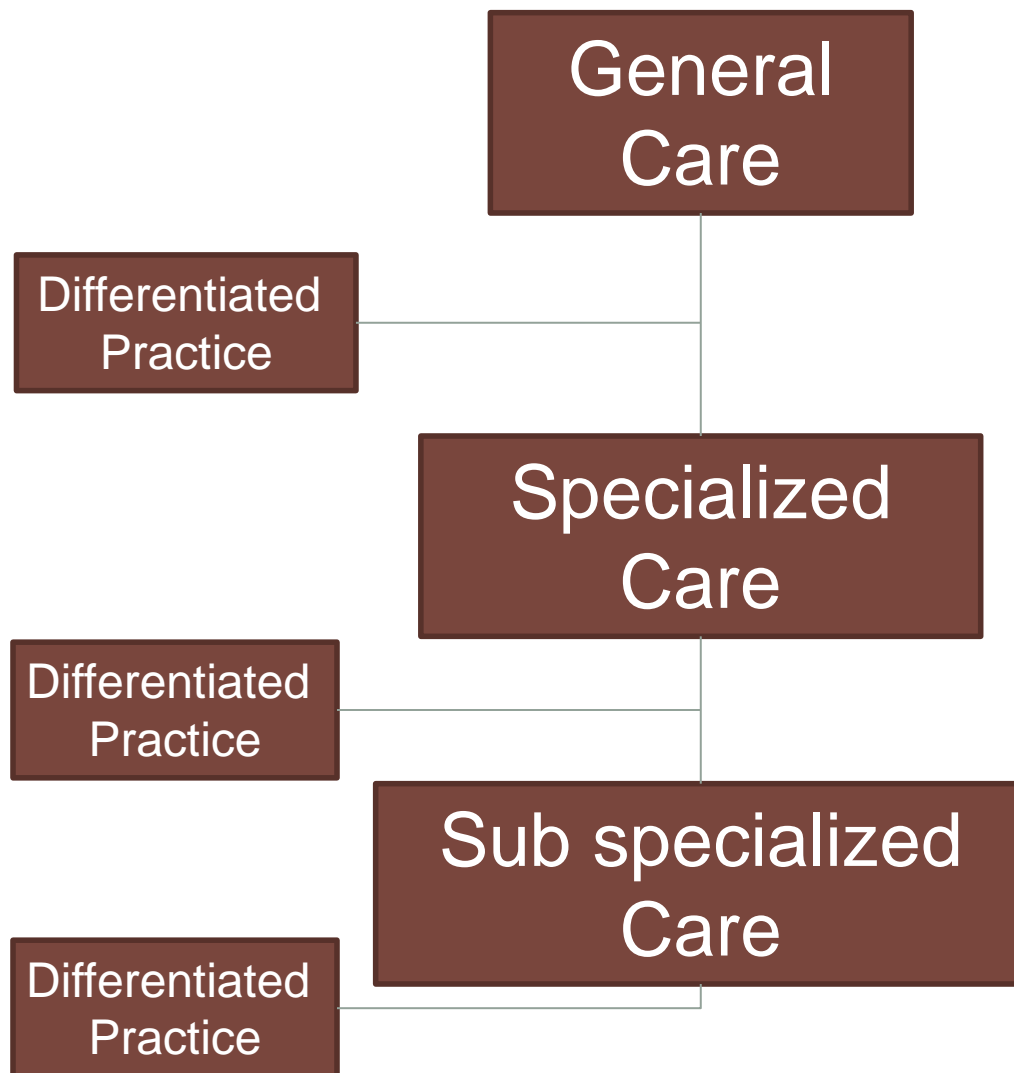 General
Care
Differentiated
Practice
Specialized
Care
Differentiated
Practice
Sub specialized
Care
Differentiated
Practice